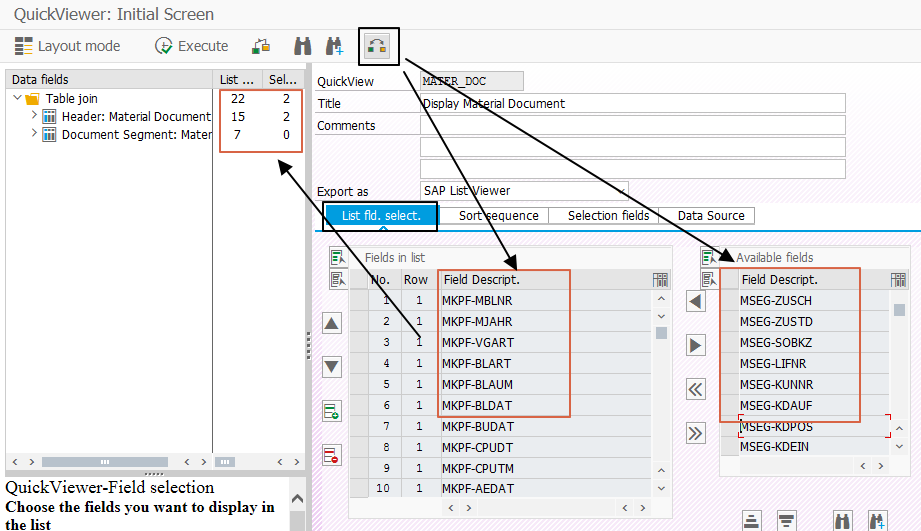 QuickViewer: Initial Screen
Layout mode Execute
Data fields List ... Sel...
Table join 22 2
Header: Material Document 15 2
Document Segment: Mater 7 0
QuickView MATER_DOC
Title Display Material Document
Comments
Export as SAP List Viewer
List fld. select. Sort sequence Selection fields Data Source
Fields in list
No. Row Field Descript.
1 1 MKPF-MBLNR
2 1 MKPF-MJAHR
3 1 MKPF-VGART
4 1 MKPF-BLART
5 1 MKPF-BLAUM
6 1 MKPF-BLDAT
7 1 MKPF-BUDAT
8 1 MKPF-CPUDT
9 1 MKPF-CPUTM
10 1 MKPF-AEDAT
Available fields
Field Descript.
MSEG-ZUSCH
MSEG-ZUSTD
MSEG-SOBKZ
MSEG-LIFNR
MSEG-KUNNR
MSEG-KDAUF
MSEG-KDPOS
MSEG-KDEIN
QuickViewer-Field selection
Choose the fields you want to display in
the list